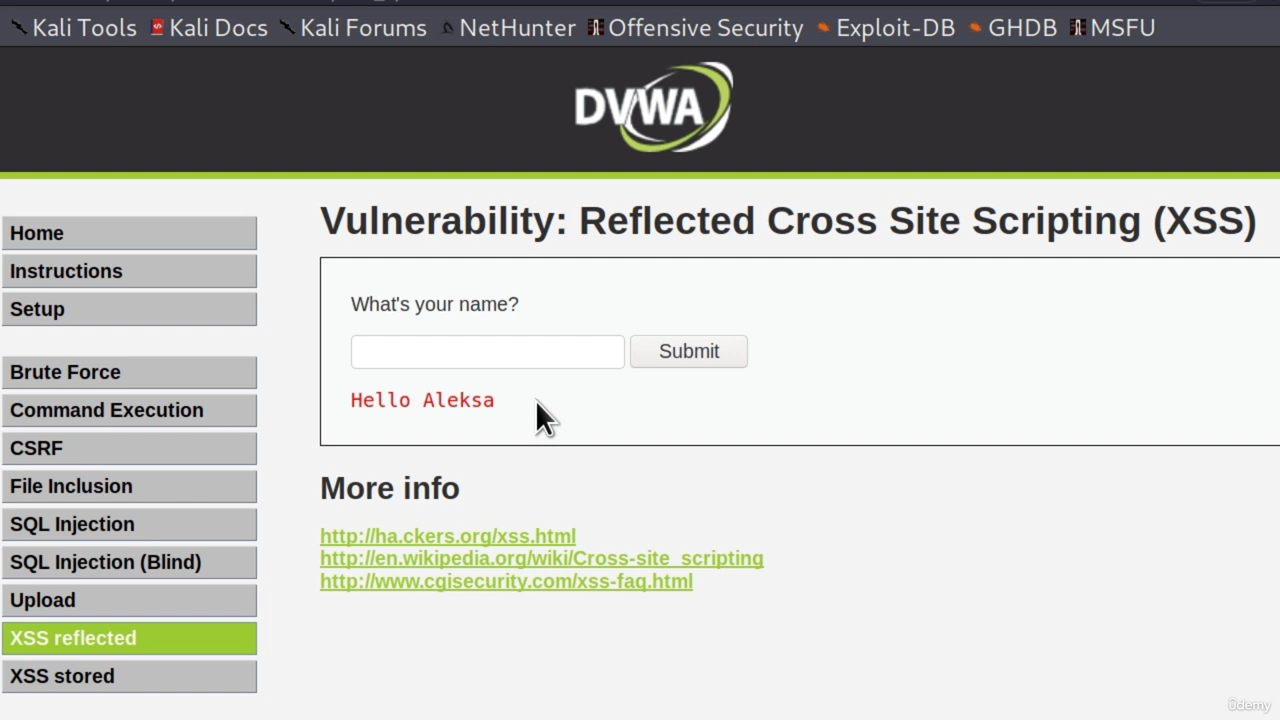 Kali Tools Kali Docs Kali Forums NetHunter Offensive Security Exploit-DB GHDB MSFU
DVWA
Home
Instructions
Setup
Brute Force
Command Execution
CSRF
File Inclusion
SQL Injection
SQL Injection (Blind)
Upload
XSS reflected
XSS stored
Vulnerability: Reflected Cross Site Scripting (XSS)
What's your name?
Submit
Hello Aleksa
More info
http://ha.ckers.org/xss.html
http://en.wikipedia.org/wiki/Cross-site_scripting
http://www.cgisecurity.com/xss-faq.html
ûdemy